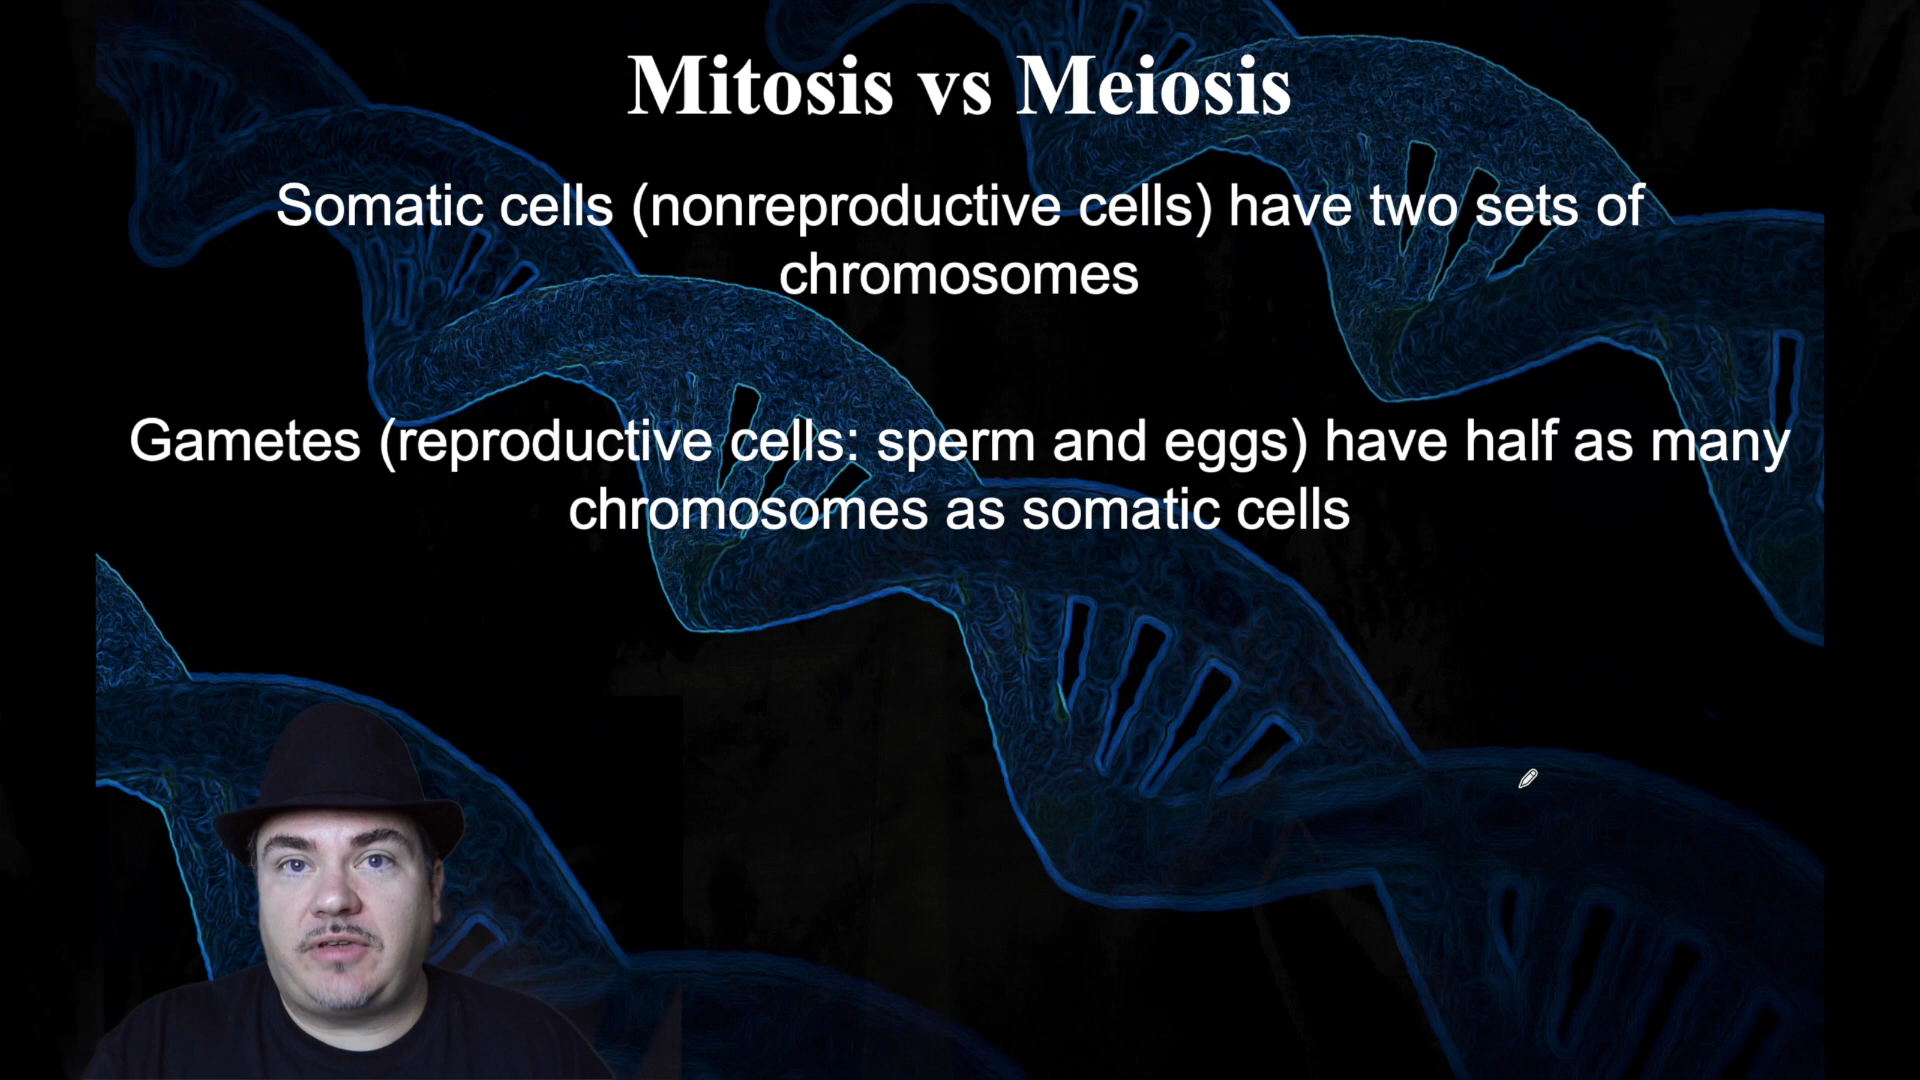 Mitosis vs Meiosis
Somatic cells (nonreproductive cells) have two sets of
chromosomes
Gametes (reproductive cells: sperm and eggs) have half as many
chromosomes as somatic cells